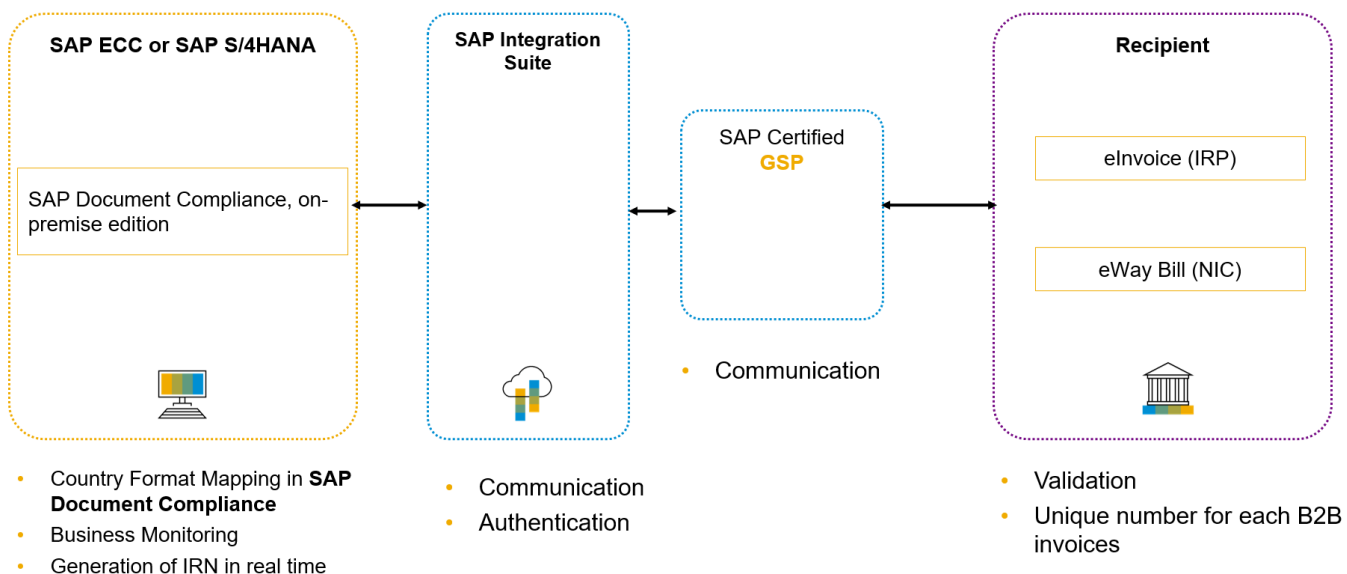 SAP ECC or SAP S/4HANA
SAP Document Compliance, on-
premise edition
• Country Format Mapping in SAP
Document Compliance
• Business Monitoring
• Generation of IRN in real time
SAP Integration
Suite
• Communication
• Authentication
SAP Certified
GSP
• Communication
Recipient
eInvoice (IRP)
eWay Bill (NIC)
• Validation
• Unique number for each B2B
invoices